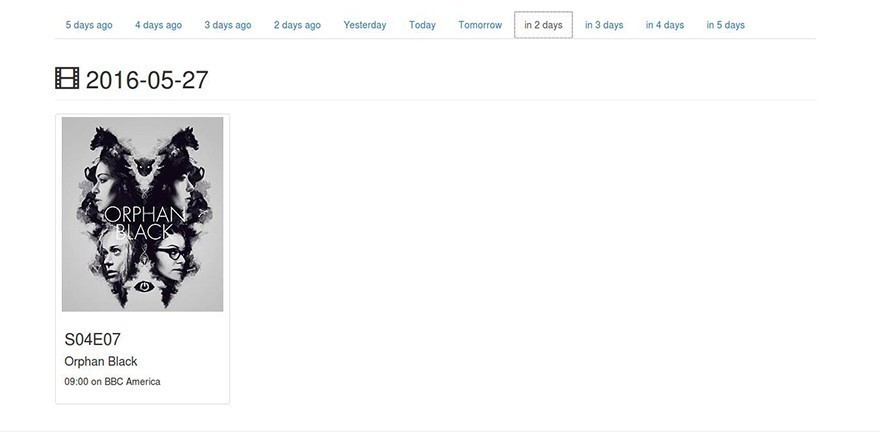 5 days ago 4 days ago 3 days ago 2 days ago Yesterday Today Tomorrow in 2 days in 3 days in 4 days in 5 days
2016-05-27
ORPHAN
BLACK
S04E07
Orphan Black
09:00 on BBC America